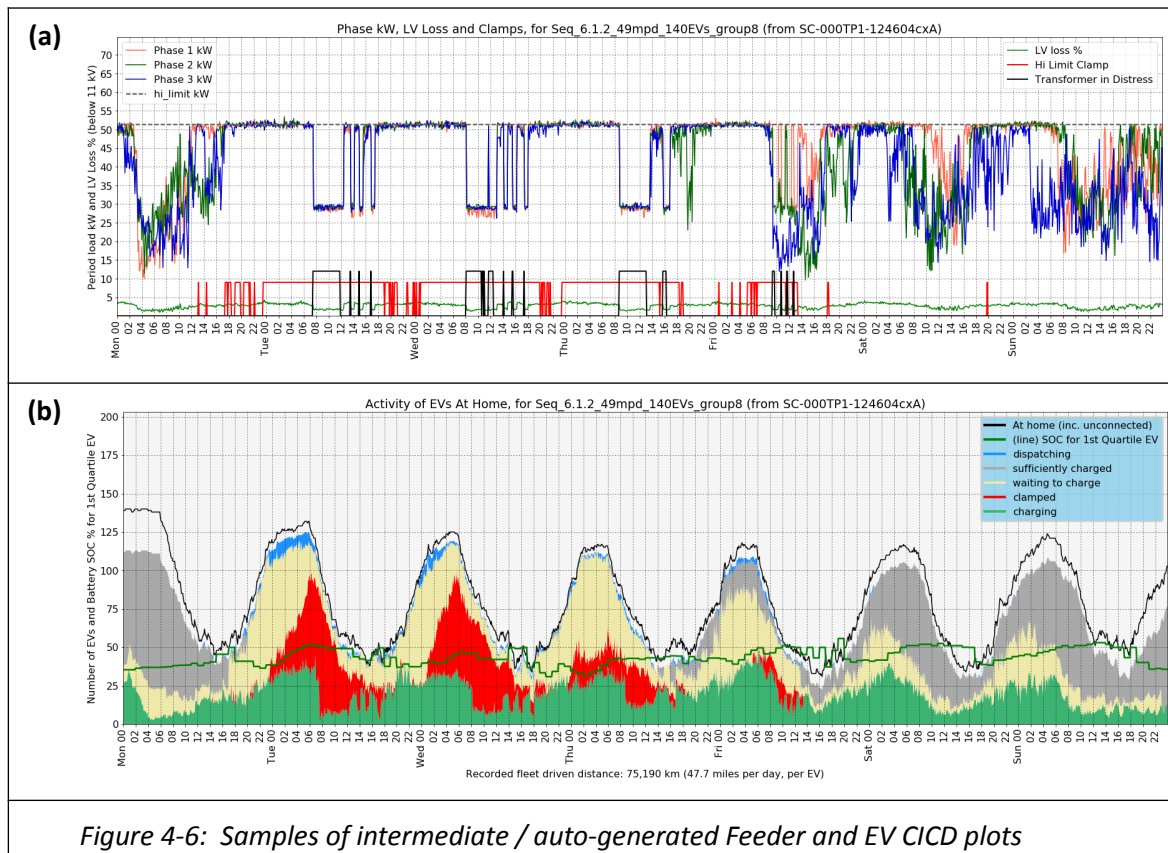 (a)
Phase kW, LV Loss and Clamps, for Seq_6.1.2_49mpd_140EVs_group8 (from SC-000TP1-124604cxA)
Period load kW and LV Loss % (below 11 kV)
70
65
60
55
50
45
40
35
30
25
20
15
10
5
Phase 1 kW
Phase 2 kW
Phase 3 kW
hi_limit kW
LV loss %
Hi Limit Clamp
Transformer in Distress
Mon 00 02 04 06 08 10 12 14 16 18 20 22
Tue 00 02 04 06 08 10 12 14 16 18 20 22
Wed 00 02 04 06 08 10 12 14 16 18 20 22
Thu 00 02 04 06 08 10 12 14 16 18 20 22
Fri 00 02 04 06 08 10 12 14 16 18 20 22
Sat 00 02 04 06 08 10 12 14 16 18 20 22
Sun 00 02 04 06 08 10 12 14 16 18 20 22
(b)
Activity of EVs At Home, for Seq_6.1.2_49mpd_140EVs_group8 (from SC-000TP1-124604cxA)
Number of EVs and Battery SOC % for 1st Quartile EV
200
175
150
125
100
75
50
25
0
At home (inc. unconnected)
(line) SOC for 1st Quartile EV
dispatching
sufficiently charged
waiting to charge
clamped
charging
Mon 00 02 04 06 08 10 12 14 16 18 20 22
Tue 00 02 04 06 08 10 12 14 16 18 20 22
Wed 00 02 04 06 08 10 12 14 16 18 20 22
Thu 00 02 04 06 08 10 12 14 16 18 20 22
Fri 00 02 04 06 08 10 12 14 16 18 20 22
Sat 00 02 04 06 08 10 12 14 16 18 20 22
Sun 00 02 04 06 08 10 12 14 16 18 20 22
Recorded fleet driven distance: 75,190 km (47.7 miles per day, per EV)
Figure 4-6: Samples of intermediate / auto-generated Feeder and EV CICD plots